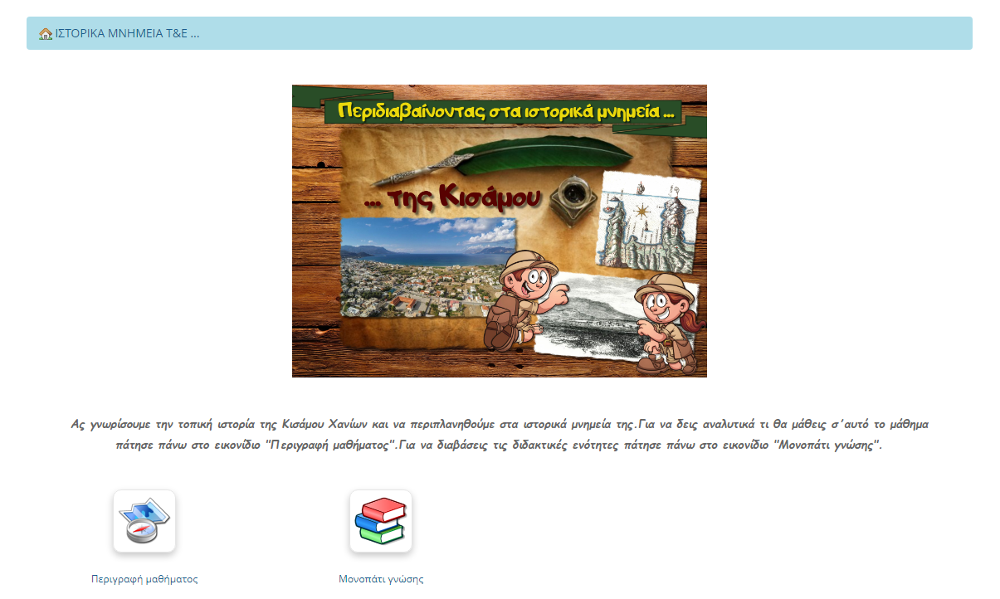 ΙΣΤΟΡΙΚΑ ΜΝΗΜΕΙΑ Τ&Ε ...
Περιδιαβαίνοντας στα ιστορικά μνημεία ...
... της Κισάμου
Ας γνωρίσουμε την τοπική ιστορία της Κισάμου Χανίων και να περιπλανηθούμε στα ιστορικά μνημεία της.Για να δεις αναλυτικά τι θα μάθεις σ'αυτό το μάθημα
πάτησε πάνω στο εικονίδιο "Περιγραφή μαθήματος".Για να διαβάσεις τις διδακτικές ενότητες πάτησε πάνω στο εικονίδιο "Μονοπάτι γνώσης".
Περιγραφή μαθήματος
Μονοπάτι γνώσης